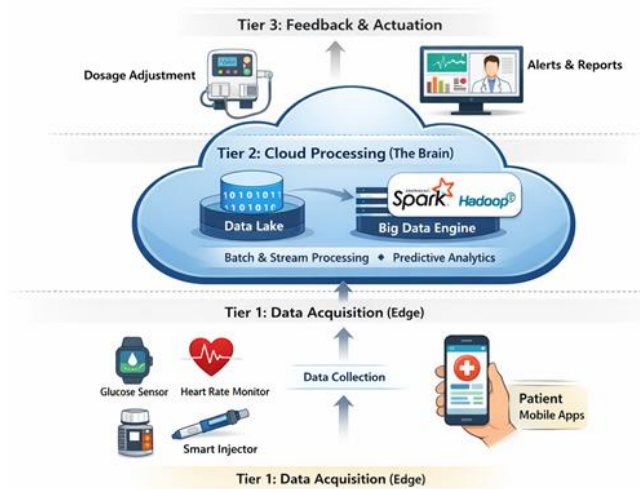 Tier 3: Feedback & Actuation
Dosage Adjustment
Alerts & Reports
Tier 2: Cloud Processing (The Brain)
10101011
1101010
Spark
Hadoop
Data Lake
Big Data Engine
Batch & Stream Processing ◆ Predictive Analytics
Tier 1: Data Acquisition (Edge)
Glucose Sensor
Heart Rate Monitor
Data Collection
Patient
Mobile Apps
Smart Injector
Tier 1: Data Acquisition (Edge)